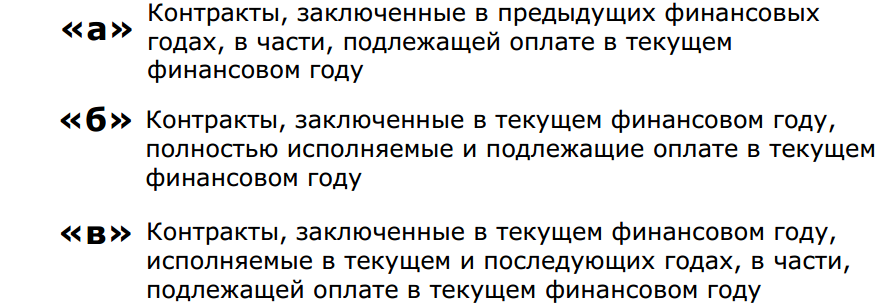 «а» Контракты, заключенные в предыдущих финансовых
годах, в части, подлежащей оплате в текущем
финансовом году
«б» Контракты, заключенные в текущем финансовом году,
полностью исполняемые и подлежащие оплате в текущем
финансовом году
«в» Контракты, заключенные в текущем финансовом году,
исполняемые в текущем и последующих годах, в части,
подлежащей оплате в текущем финансовом году